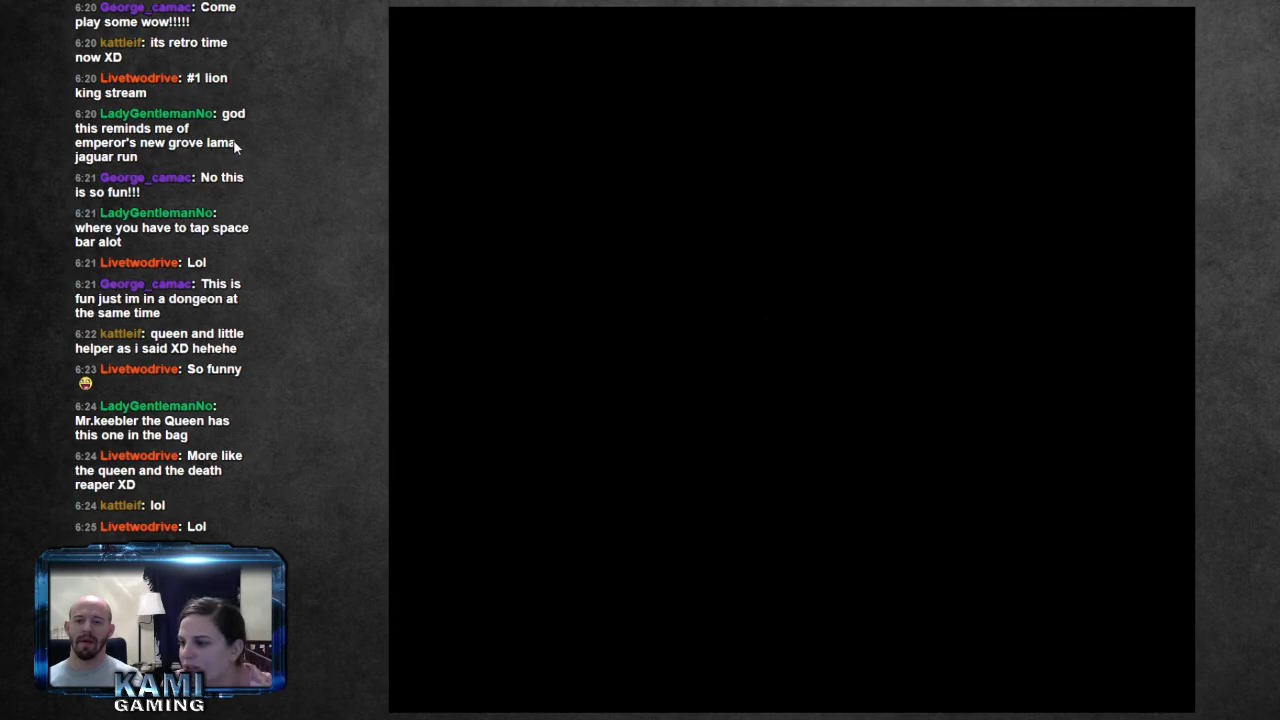 6:20 George_camac: Come
play some wow!!!!!
6:20 kattleif: its retro time
now XD
6:20 Livetwodrive: #1 lion
king stream
6:20 LadyGentlemanNo: god
this reminds me of
emperor's new grove lama
jaguar run
6:21 George_camac: No this
is so fun!!!
6:21 LadyGentlemanNo:
where you have to tap space
bar alot
6:21 Livetwodrive: Lol
6:21 George_camac: This is
fun just im in a dongeon at
the same time
6:22 kattleif: queen and little
helper as i said XD hehehe
6:23 Livetwodrive: So funny
6:24 LadyGentlemanNo:
Mr.keebler the Queen has
this one in the bag
6:24 Livetwodrive: More like
the queen and the death
reaper XD
6:24 kattleif: lol
6:25 Livetwodrive: Lol
KAMI
GAMING